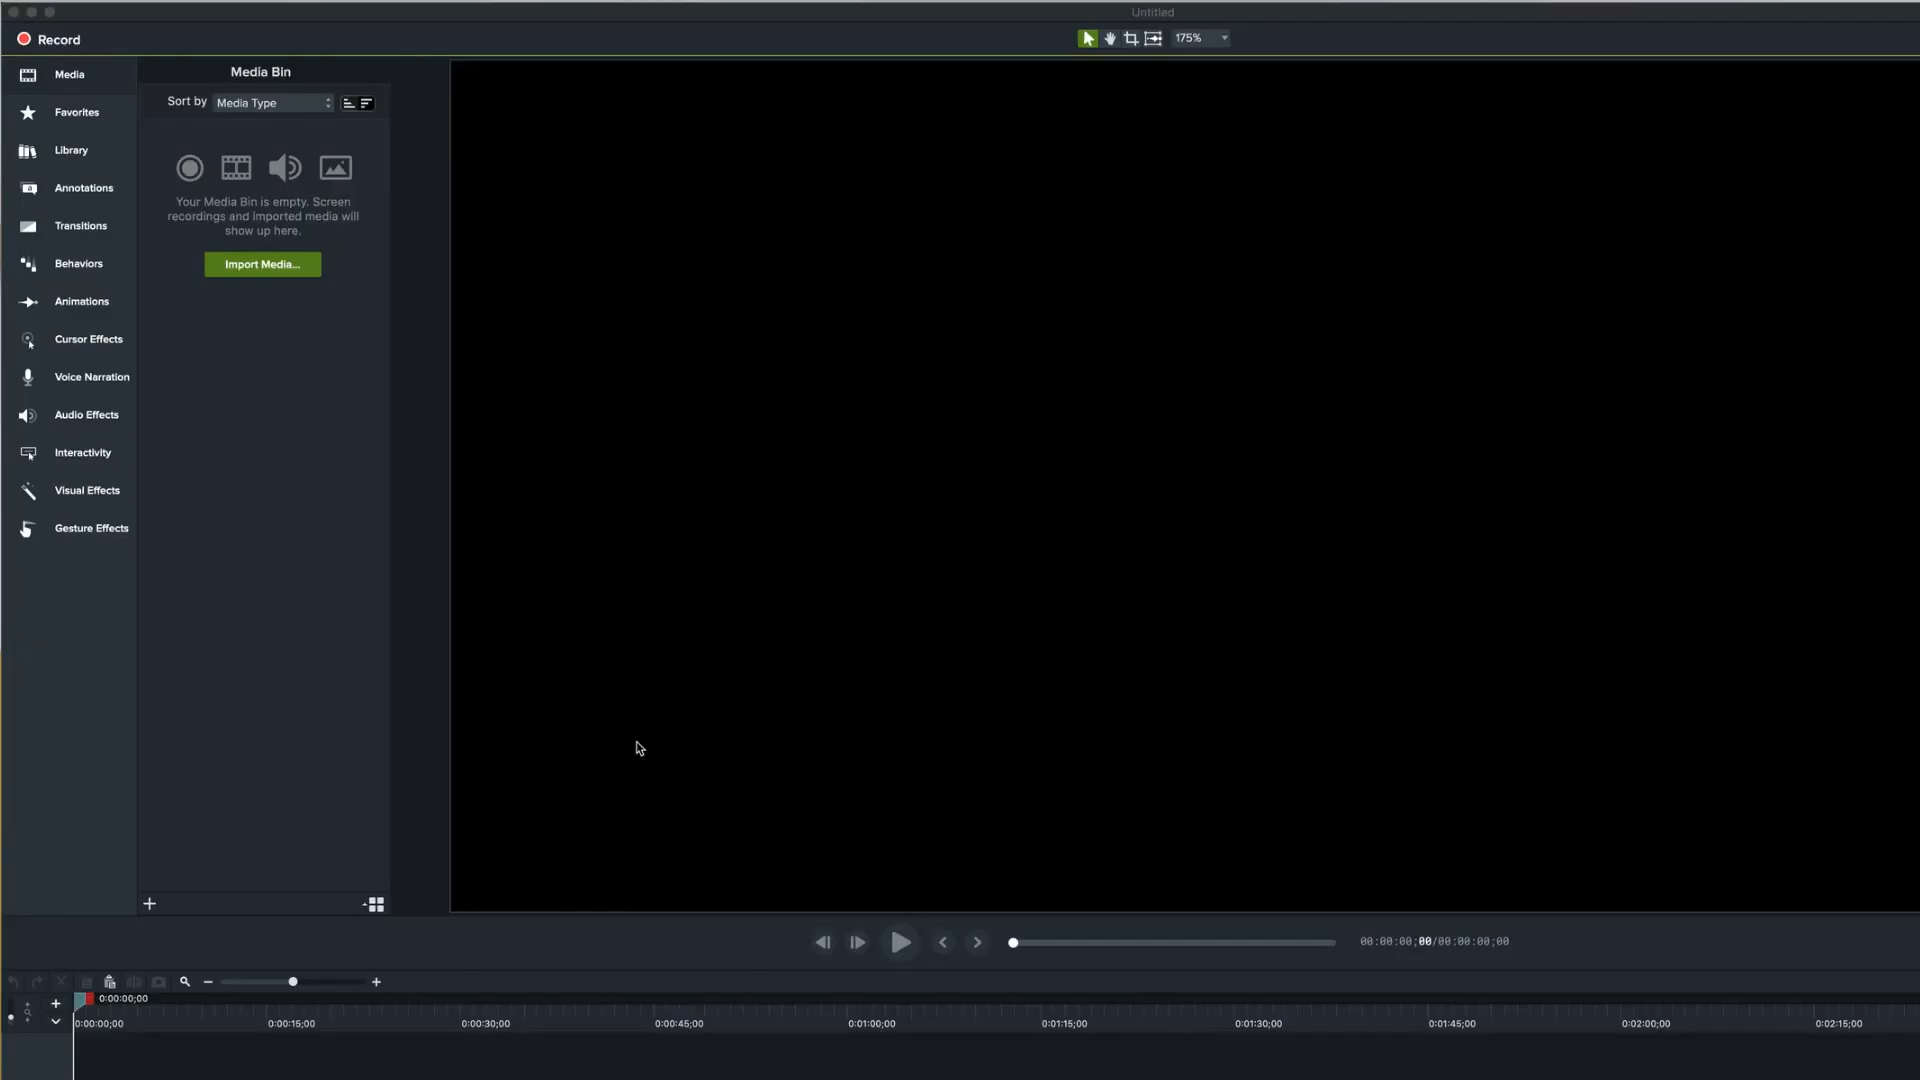 Untitled
Record
175%
Media
Favorites
Library
Annotations
Transitions
Behaviors
Animations
Cursor Effects
Voice Narration
Audio Effects
Interactivity
Visual Effects
Gesture Effects
Media Bin
Sort by Media Type
Your Media Bin is empty. Screen
recordings and imported media will
show up here.
Import Media...
00:00:00;00/00:00:00;00
0:00:00;00
0:00:00;00 0:00:15;00 0:00:30;00 0:00:45;00 0:01:00;00 0:01:15;00 0:01:30;00 0:01:45;00 0:02:00;00 0:02:15;00